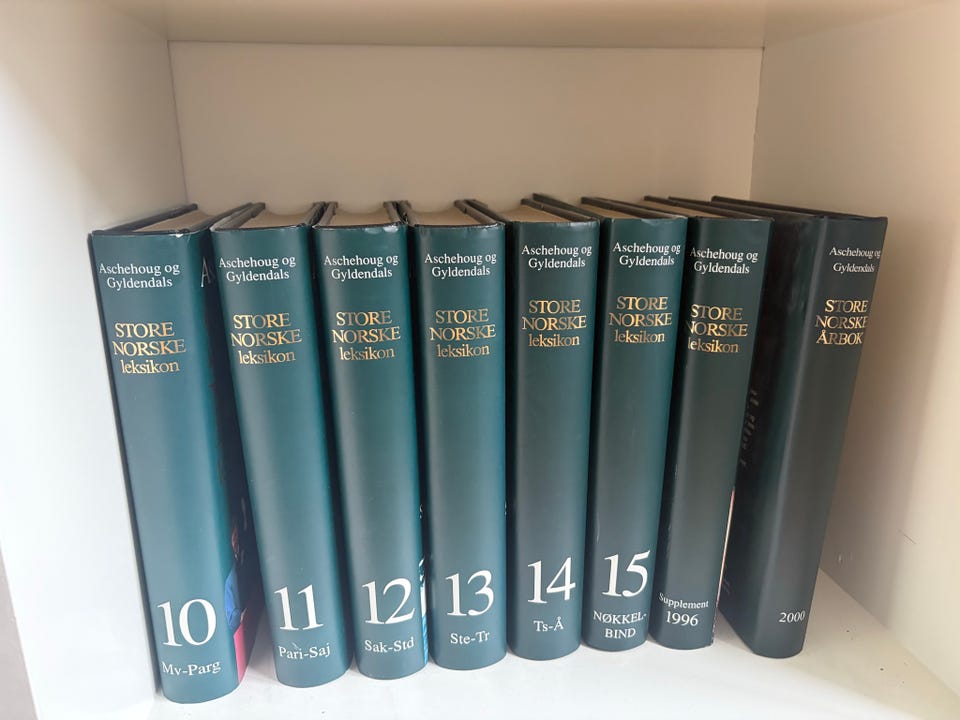 Aschehoug og
Gyldendals
STORE
NORSKE
leksikon
10
Mv-Parg
Aschehoug og
Gyldendals
STORE
NORSKE
leksikon
11
Pari-Saj
Aschehoug og
Gyldendals
STORE
NORSKE
leksikon
12
Sak-Std
Aschehoug og
Gyldendals
STORE
NORSKE
leksikon
13
Ste-Tr
Aschehoug og
Gyldendals
STORE
NORSKE
leksikon
14
Ts-Å
Aschehoug og
Gyldendals
STORE
NORSKE
leksikon
15
NØKKEL-
BIND
Aschehoug og
Gyldendals
STORE
NORSKE
leksikon
Supplement
1996
Aschehoug og
Gyldendals
STORE
NORSKE
ÅRBOK
2000